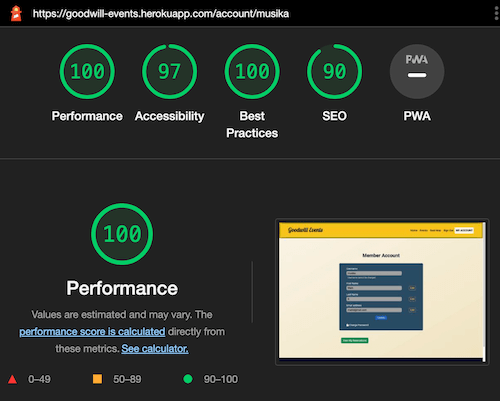 https://goodwill-events.herokuapp.com/account/musika
100
97
100
90
PWA
Performance
Accessibility
Best
Practices
SEO
PWA
100
Performance
Values are estimated and may vary. The
performance score is calculated directly from
these metrics. See calculator.
0–49
50–89
90–100
Goodwill Events
MY ACCOUNT
Member Account